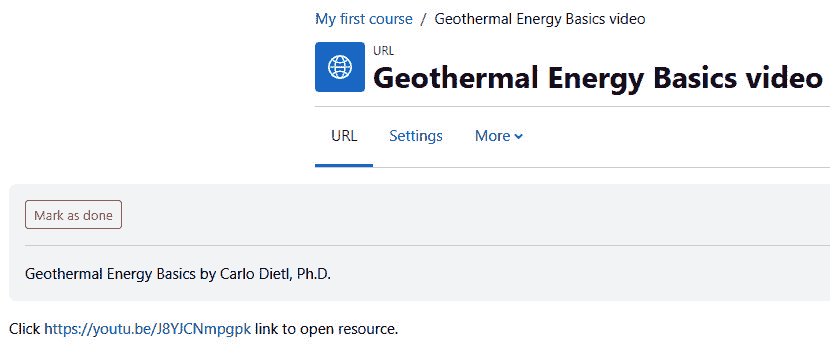 My first course / Geothermal Energy Basics video
URL
Geothermal Energy Basics video
URL Settings More
Mark as done
Geothermal Energy Basics by Carlo Dietl, Ph.D.
Click https://youtu.be/J8YJCNmpgpk link to open resource.